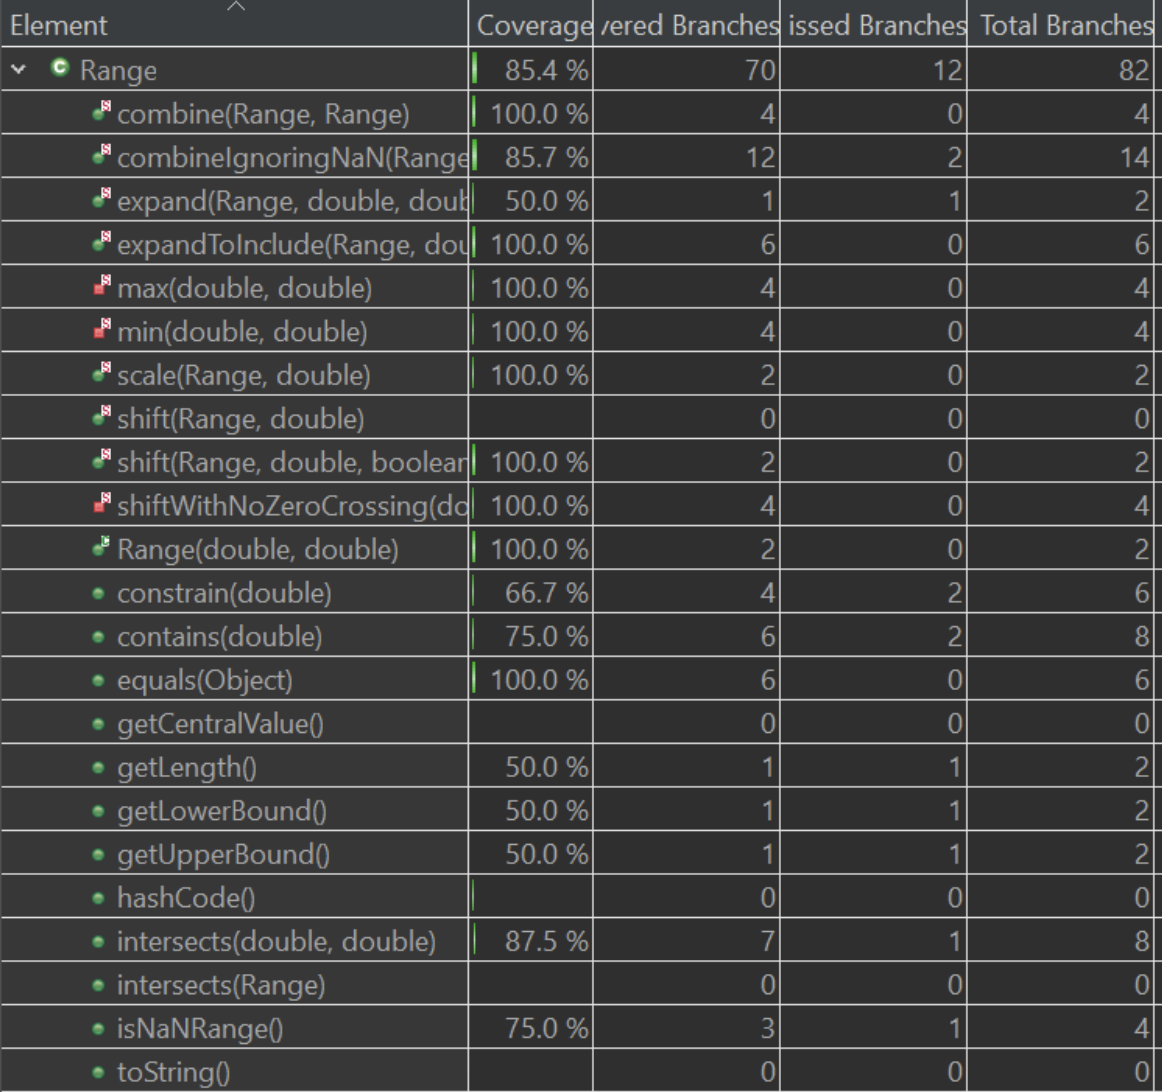 Element Coverage vered Branches issed Branches Total Branches
Range 85.4 % 70 12 82
combine(Range, Range) 100.0 % 4 0 4
combineIgnoringNaN(Range 85.7 % 12 2 14
expand(Range, double, doub 50.0 % 1 1 2
expandToInclude(Range, dou 100.0 % 6 0 6
max(double, double) 100.0 % 4 0 4
min(double, double) 100.0 % 4 0 4
scale(Range, double) 100.0 % 2 0 2
shift(Range, double) 0 0 0
shift(Range, double, boolean 100.0 % 2 0 2
shiftWithNoZeroCrossing(do 100.0 % 4 0 4
Range(double, double) 100.0 % 2 0 2
constrain(double) 66.7 % 4 2 6
contains(double) 75.0 % 6 2 8
equals(Object) 100.0 % 6 0 6
getCentralValue() 0 0 0
getLength() 50.0 % 1 1 2
getLowerBound() 50.0 % 1 1 2
getUpperBound() 50.0 % 1 1 2
hashCode() 0 0 0
intersects(double, double) 87.5 % 7 1 8
intersects(Range) 0 0 0
isNaNRange() 75.0 % 3 1 4
toString() 0 0 0